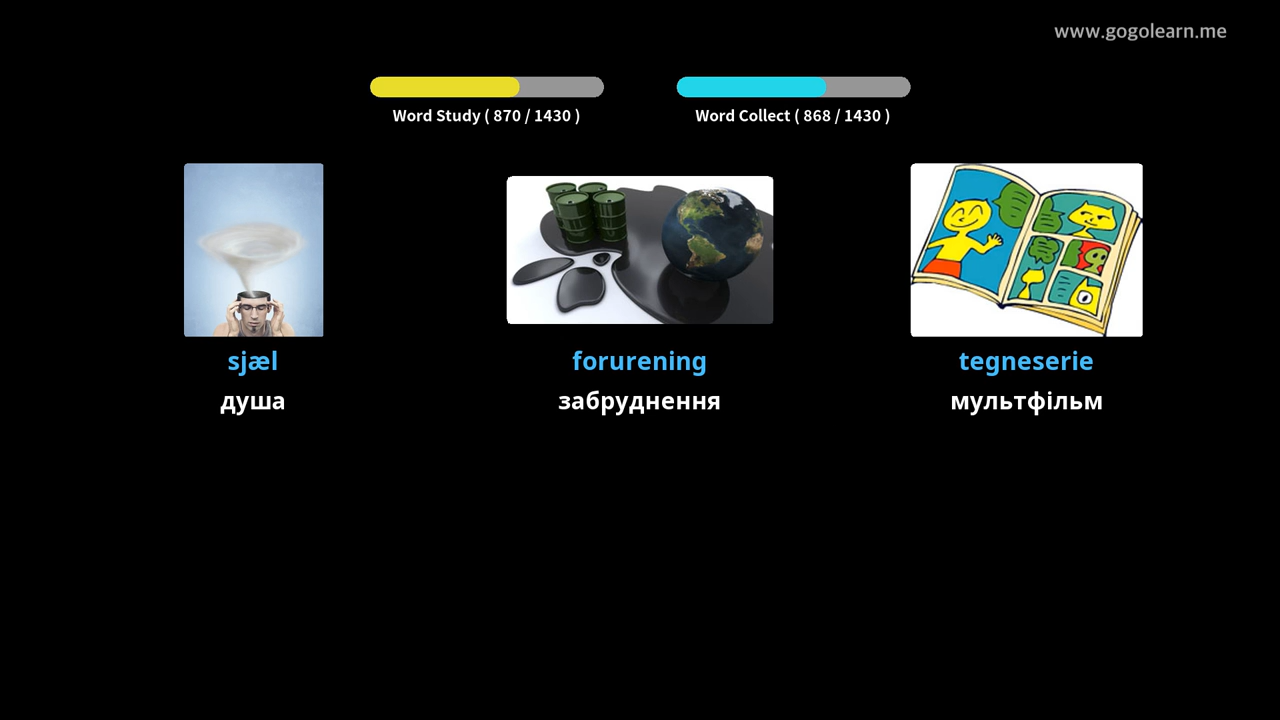 www.gogolearn.me
Word Study ( 870 / 1430 )
Word Collect ( 868 / 1430 )
sjæl
forurening
tegneserie
душа
забруднення
мультфільм